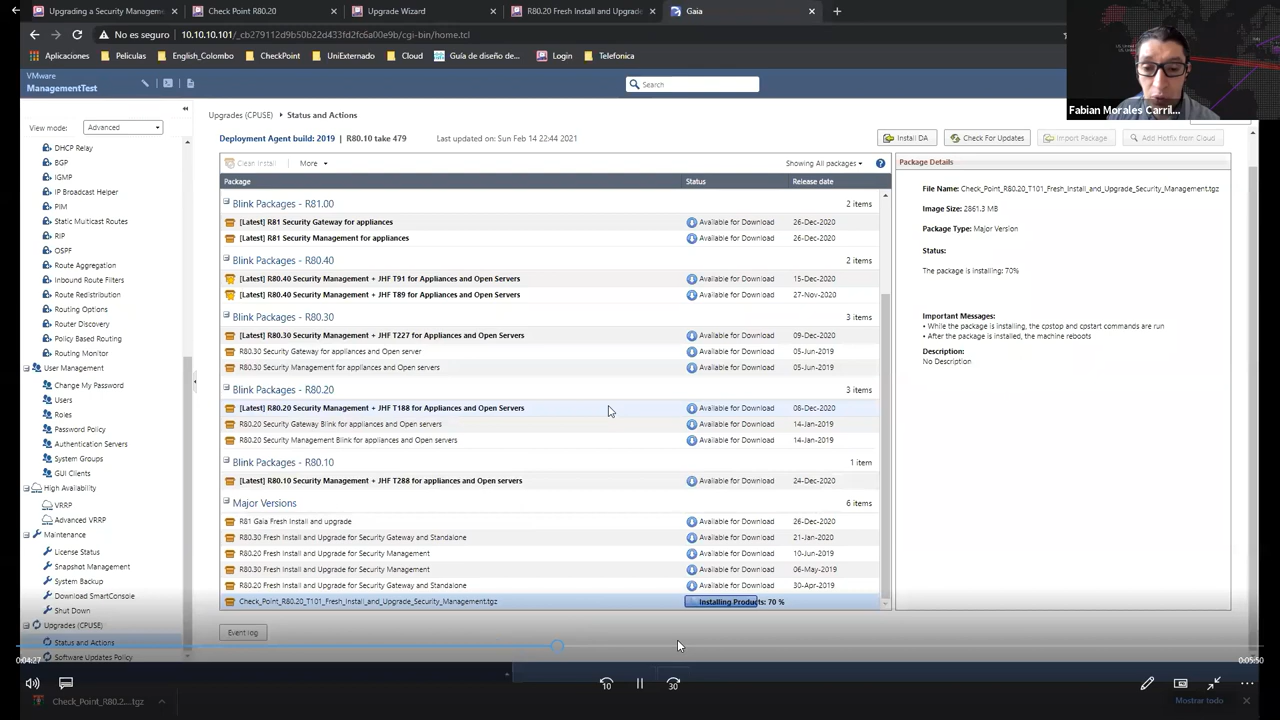 Upgrading a Security Managem
Check Point R80.20
Upgrade Wizard
R80.20 Fresh Install and Upgrade
Gaia
No es seguro
10.10.10.101/_cb279112d9b50b22d433fd2fc6a00e9b/cgi-bin/home.tcl
Aplicaciones
Peliculas
English_Colombo
CheckPoint
UniExternado
Cloud
Guía de diseño de...
Login
Telefonica
VMware
ManagementTest
Search
Fabian Morales Carril...
View mode:
Advanced
DHCP Relay
BGP
IGMP
IP Broadcast Helper
PIM
Static Multicast Routes
RIP
OSPF
Route Aggregation
Inbound Route Filters
Route Redistribution
Routing Options
Router Discovery
Policy Based Routing
Routing Monitor
User Management
Change My Password
Users
Roles
Password Policy
Authentication Servers
System Groups
GUI Clients
High Availability
VRRP
Advanced VRRP
Maintenance
License Status
Snapshot Management
System Backup
Download SmartConsole
Shut Down
Upgrades (CPUSE)
Status and Actions
Software Updates Policy
Upgrades (CPUSE) Status and Actions
Deployment Agent build: 2019 | R80.10 take 479
Last updated on: Sun Feb 14 22:41 2021
Install DA
Check For Updates
Import Package
Add Hotfix from Cloud
Clean Install
More
Showing All packages
Package Status Release date
Blink Packages - R81.00 2 items
[Latest] R81 Security Gateway for appliances Available for Download 26-Dec-2020
[Latest] R81 Security Management for appliances Available for Download 26-Dec-2020
Blink Packages - R80.40 2 items
[Latest] R80.40 Security Management + JHF T91 for Appliances and Open Servers Available for Download 15-Dec-2020
[Latest] R80.40 Security Management + JHF T89 for Appliances and Open Servers Available for Download 27-Nov-2020
Blink Packages - R80.30 3 items
[Latest] R80.30 Security Management + JHF T227 for Appliances and Open Servers Available for Download 09-Dec-2020
R80.30 Security Gateway for appliances and Open server Available for Download 05-Jun-2019
R80.30 Security Management for appliances and Open servers Available for Download 05-Jun-2019
Blink Packages - R80.20 3 items
[Latest] R80.20 Security Management + JHF T188 for Appliances and Open Servers Available for Download 08-Dec-2020
R80.20 Security Gateway Blink for appliances and Open servers Available for Download 14-Jan-2019
R80.20 Security Management Blink for appliances and Open servers Available for Download 14-Jan-2019
Blink Packages - R80.10 1 item
[Latest] R80.10 Security Management + JHF T288 for appliances and Open Servers Available for Download 24-Dec-2020
Major Versions 6 items
R81 Gaia Fresh Install and upgrade Available for Download 26-Dec-2020
R80.30 Fresh Install and Upgrade for Security Gateway and Standalone Available for Download 21-Jan-2020
R80.20 Fresh Install and Upgrade for Security Management Available for Download 10-Jun-2019
R80.30 Fresh Install and Upgrade for Security Management Available for Download 06-May-2019
R80.20 Fresh Install and Upgrade for Security Gateway and Standalone Available for Download 30-Apr-2019
Check_Point_R80.20_T101_Fresh_Install_and_Upgrade_Security_Management.tgz Installing Products: 70 %
Event log
Package Details
File Name: Check_Point_R80.20_T101_Fresh_Install_and_Upgrade_Security_Management.tgz
Image Size: 2861.3 MB
Package Type: Major Version
Status:
The package is installing: 70%
Important Messages:
• While the package is installing, the cpstop and cpstart commands are run
• After the package is installed, the machine reboots
Description:
No Description
0:04:27
0:05:50
10
30
Check_Point_R80.2....tgz
Mostrar todo